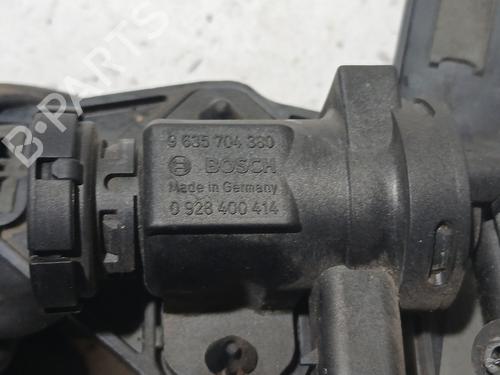 B-PARTS
9 635 704 380
BOSCH
Made in Germany
0 928 400 414